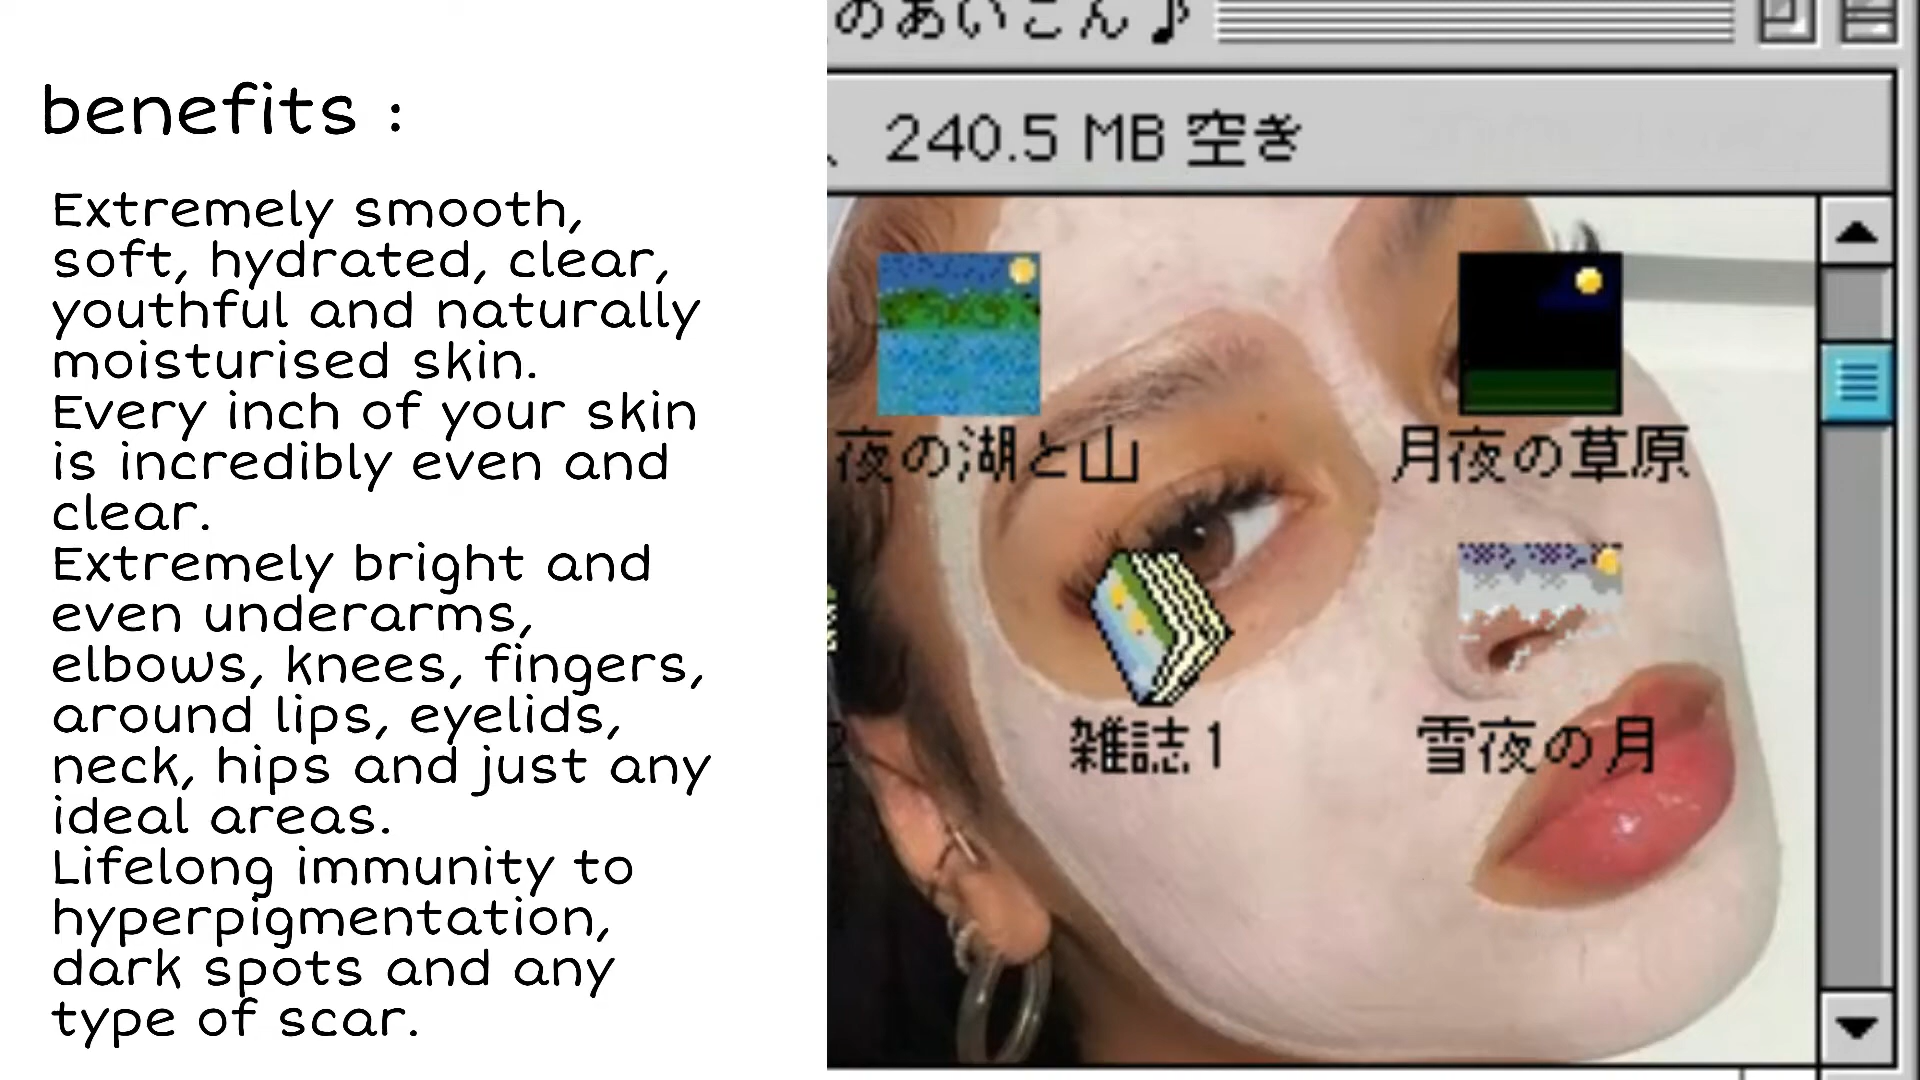 benefits :
Extremely smooth,
soft, hydrated, clear,
youthful and naturally
moisturised skin.
Every inch of your skin
is incredibly even and
clear.
Extremely bright and
even underarms,
elbows, knees, fingers,
around lips, eyelids,
neck, hips and just any
ideal areas.
Lifelong immunity to
hyperpigmentation,
dark spots and any
type of scar.
のあいこん♪
、 240.5 MB 空き
夜の湖と山
月夜の草原
雑誌1
雪夜の月